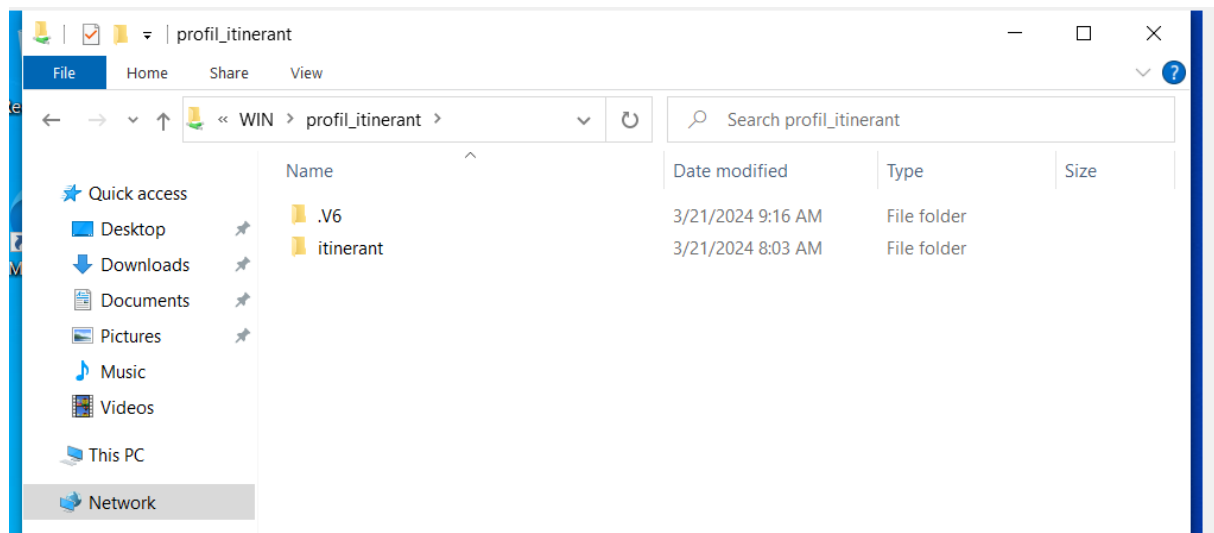 profil_itinerant
File Home Share View
« WIN > profil_itinerant > Search profil_itinerant
Name Date modified Type Size
Quick access
.V6 3/21/2024 9:16 AM File folder
Desktop
itinerant 3/21/2024 8:03 AM File folder
Downloads
Documents
Pictures
Music
Videos
This PC
Network